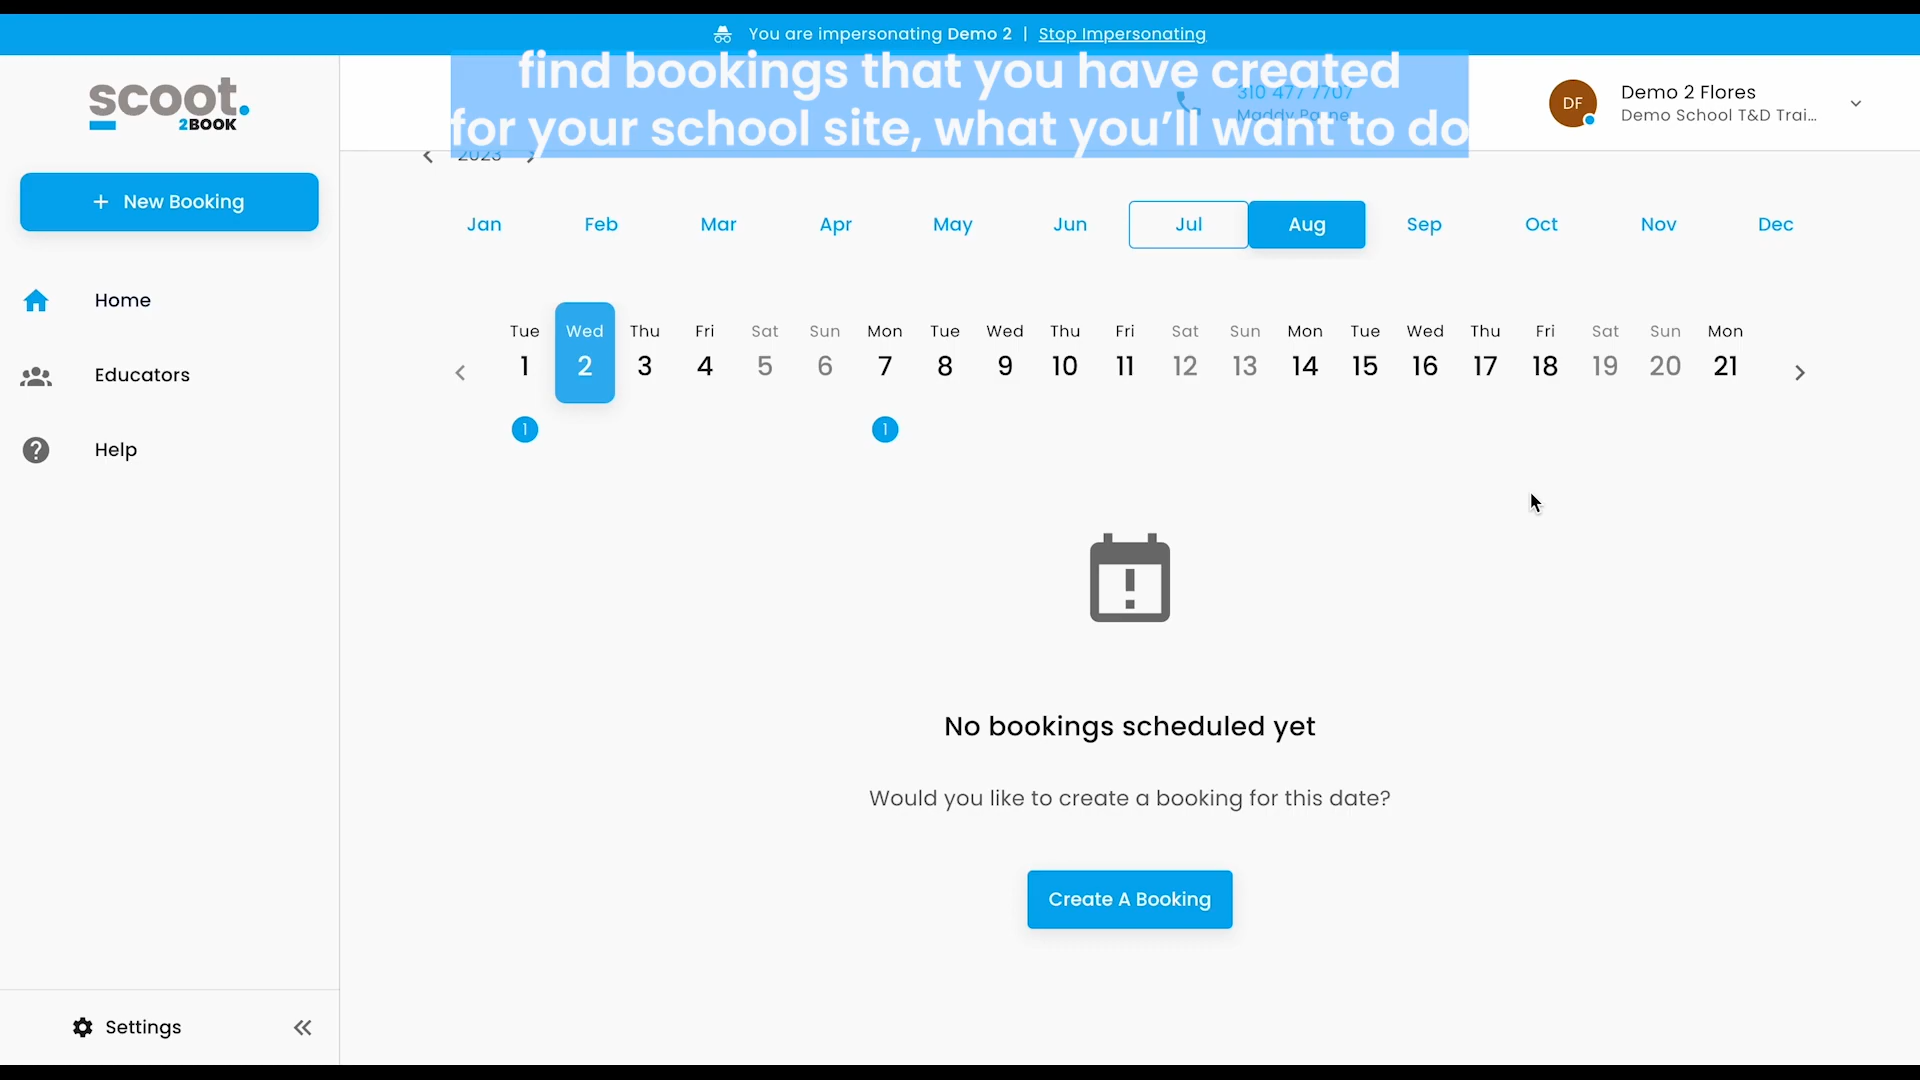 You are impersonating Demo 2 | Stop Impersonating
find bookings that you have created
for your school site, what you’ll want to do
310 477 7707
scoot.
2BOOK
Demo 2 Flores
Demo School T&D Trai...
DF
2023
+ New Booking
Home
Educators
Help
Jan Feb Mar Apr May Jun Jul Aug Sep Oct Nov Dec
Tue Wed Thu Fri Sat Sun Mon Tue Wed Thu Fri Sat Sun Mon Tue Wed Thu Fri Sat Sun Mon
1 2 3 4 5 6 7 8 9 10 11 12 13 14 15 16 17 18 19 20 21
1 1
No bookings scheduled yet
Would you like to create a booking for this date?
Create A Booking
Settings